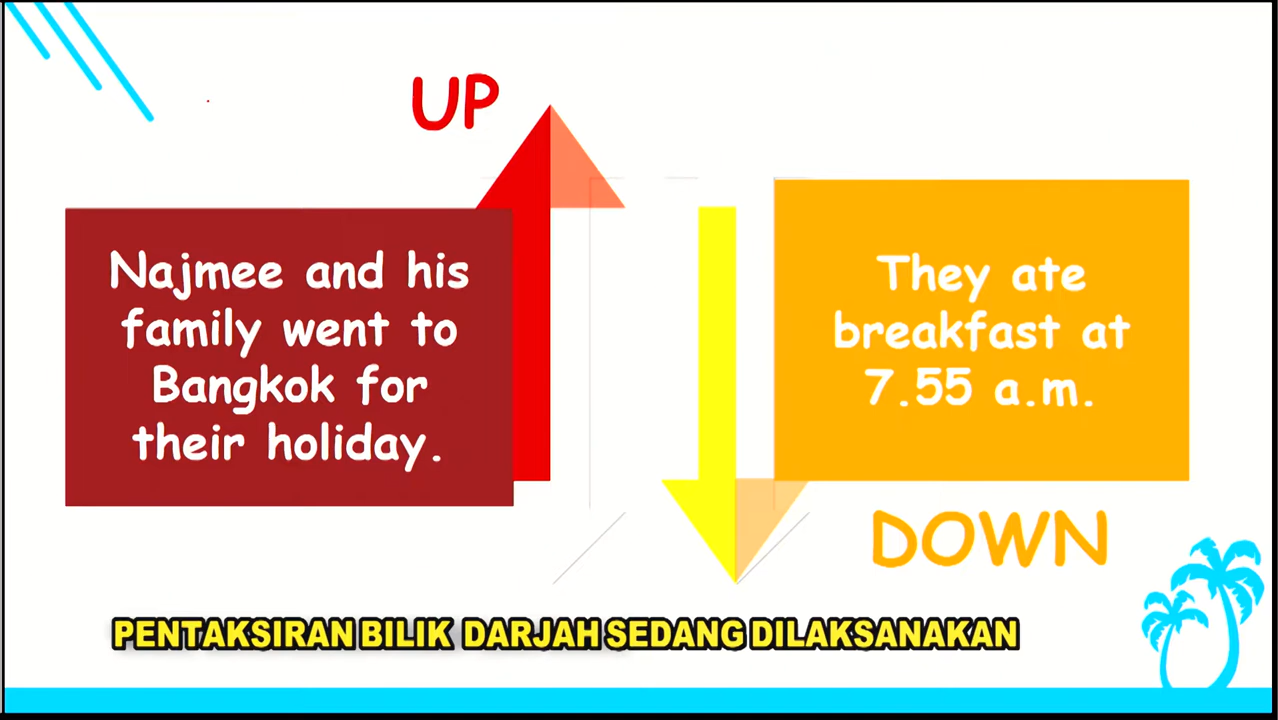 UP
Najmee and his
family went to
Bangkok for
their holiday.
They ate
breakfast at
7.55 a.m.
DOWN
PENTAKSIRAN BILIK DARJAH SEDANG DILAKSANAKAN